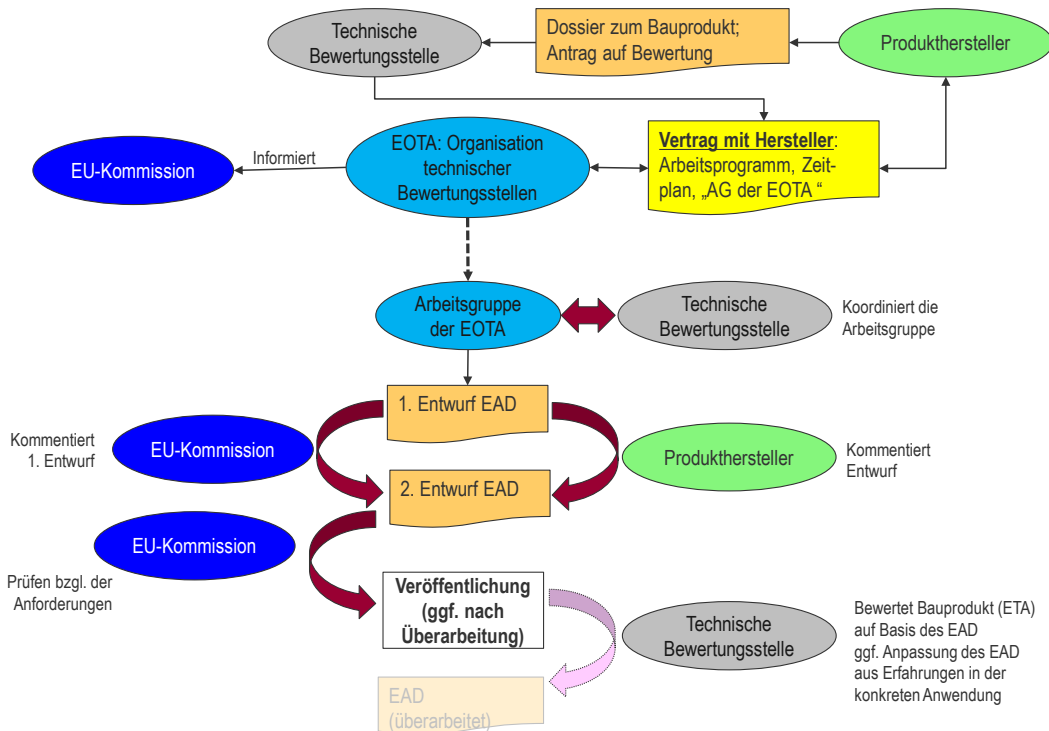 Technische
Bewertungsstelle
Dossier zum Bauprodukt;
Antrag auf Bewertung
Produkthersteller
EU-Kommission
Informiert
EOTA: Organisation
technischer
Bewertungsstellen
Vertrag mit Hersteller:
Arbeitsprogramm, Zeit-
plan, „AG der EOTA “
Arbeitsgruppe
der EOTA
Technische
Bewertungsstelle
Koordiniert die
Arbeitsgruppe
1. Entwurf EAD
Kommentiert
1. Entwurf
EU-Kommission
Produkthersteller
Kommentiert
Entwurf
2. Entwurf EAD
EU-Kommission
Prüfen bzgl. der
Anforderungen
Veröffentlichung
(ggf. nach
Überarbeitung)
Technische
Bewertungsstelle
Bewertet Bauprodukt (ETA)
auf Basis des EAD
ggf. Anpassung des EAD
aus Erfahrungen in der
konkreten Anwendung
EAD
(überarbeitet)